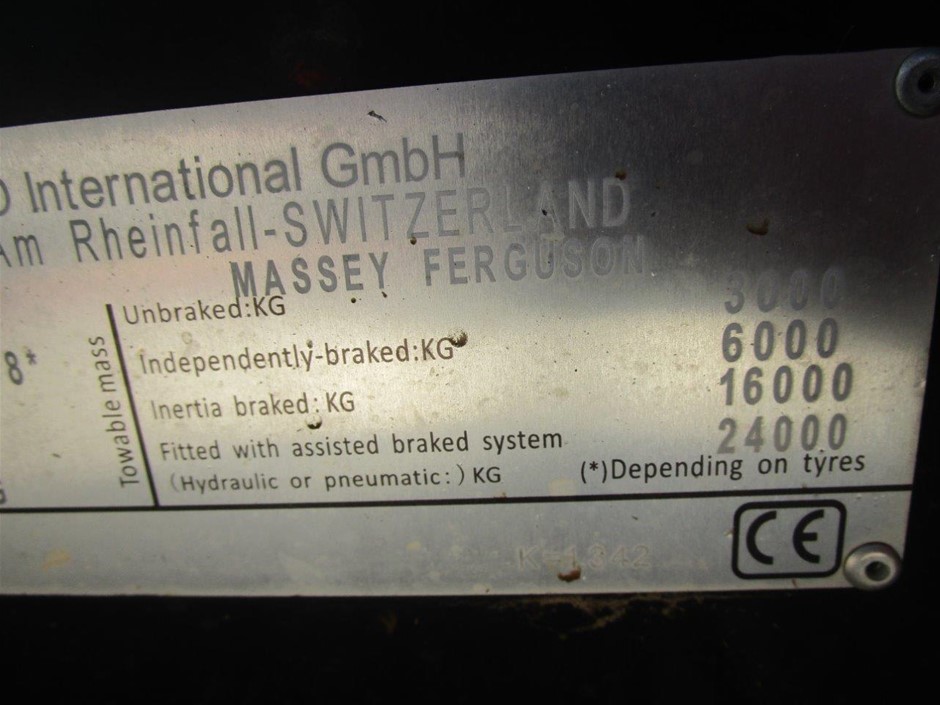 International GmbH
Am Rheinfall-SWITZERLAND
MASSEY FERGUSON
8*
Towable mass
Unbraked:KG 3000
Independently-braked:KG 6000
Inertia braked:KG 16000
Fitted with assisted braked system 24000
(Hydraulic or pneumatic:) KG (*)Depending on tyres
CE